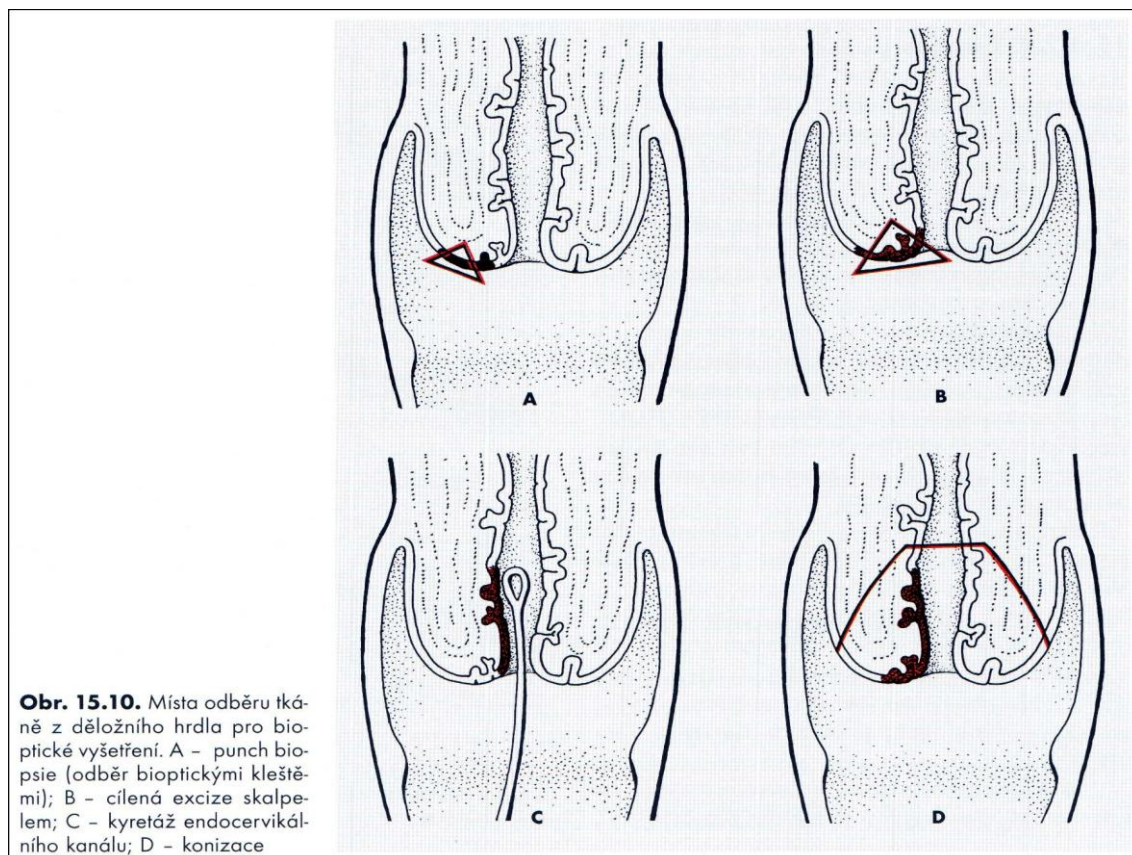 A
B
C
D
Obr. 15.10. Místa odběru tká-
ně z děložního hrdla pro bio-
ptické vyšetření. A – punch bio-
psie (odběr bioptickými kleště-
mi); B – cílená excize skalpe-
lem; C – kyretáž endocervikál-
ního kanálu; D – konizace